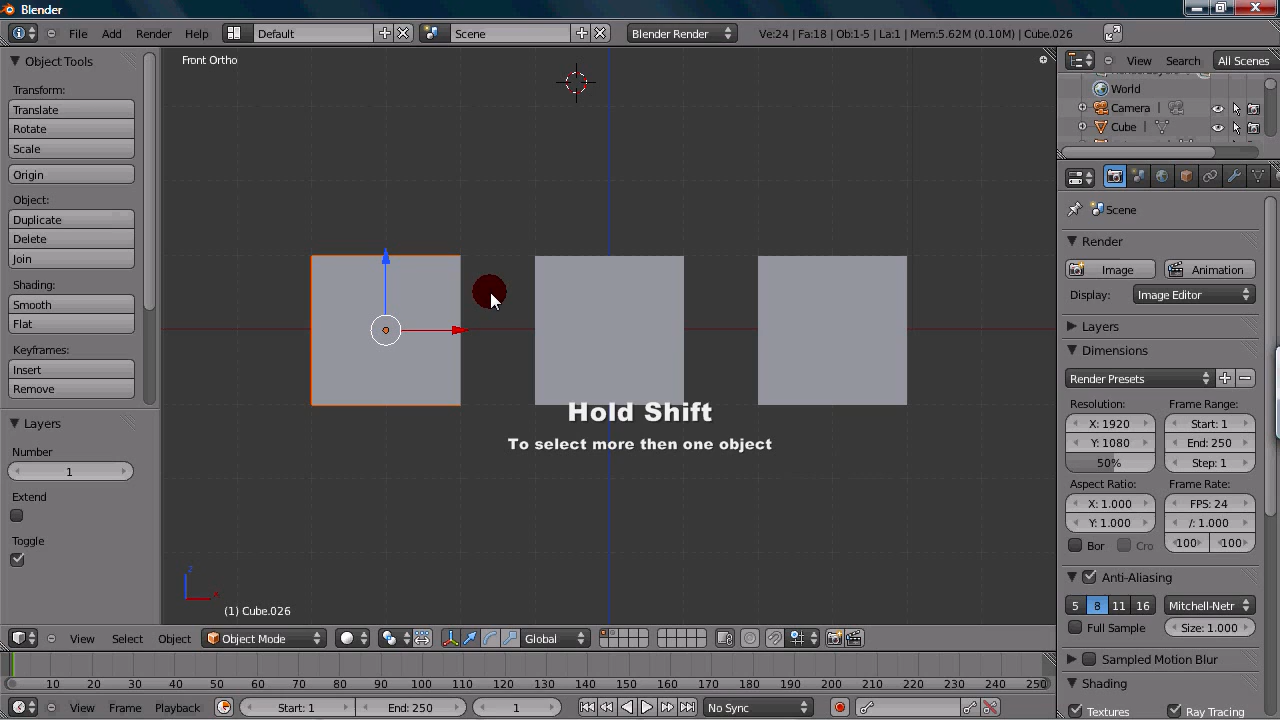 Blender
File Add Render Help Default Scene Blender Render Ve:24 | Fa:18 | Ob:1-5 | La:1 | Mem:5.62M (0.10M) | Cube.026
Object Tools
Transform:
Translate
Rotate
Scale
Origin
Object:
Duplicate
Delete
Join
Shading:
Smooth
Flat
Keyframes:
Insert
Remove
Layers
Number
1
Extend
Toggle
Front Ortho
Hold Shift
To select more then one object
z
x
(1) Cube.026
View Search All Scenes
World
Camera
Cube
Scene
Render
Image Animation
Display: Image Editor
Layers
Dimensions
Render Presets
Resolution: Frame Range:
X: 1920 Start: 1
Y: 1080 End: 250
50% Step: 1
Aspect Ratio: Frame Rate:
X: 1.000 FPS: 24
Y: 1.000 /: 1.000
Bor Cro 100 100
Anti-Aliasing
5 8 11 16 Mitchell-Netr
Full Sample Size: 1.000
Sampled Motion Blur
Shading
Textures Ray Tracing
View Select Object Object Mode Global
10 20 30 40 50 60 70 80 90 100 110 120 130 140 150 160 170 180 190 200 210 220 230 240 250
View Frame Playback Start: 1 End: 250 1 No Sync